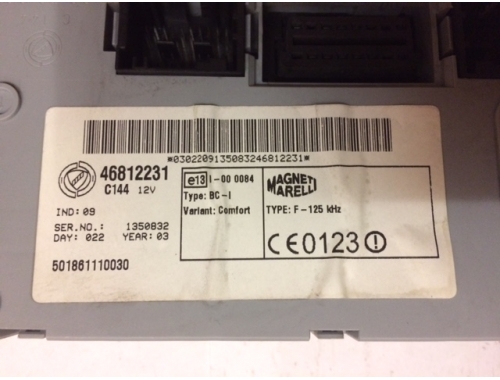 *0302209135083246812231*
46812231
C144 12V
IND: 09
SER.NO.: 1350832
DAY: 022 YEAR: 03
501861110030
e13 I-00 0084
Type: BC-I
Variant: Comfort
MAGNETI
MARELLI
TYPE: F-125 kHz
CE0123